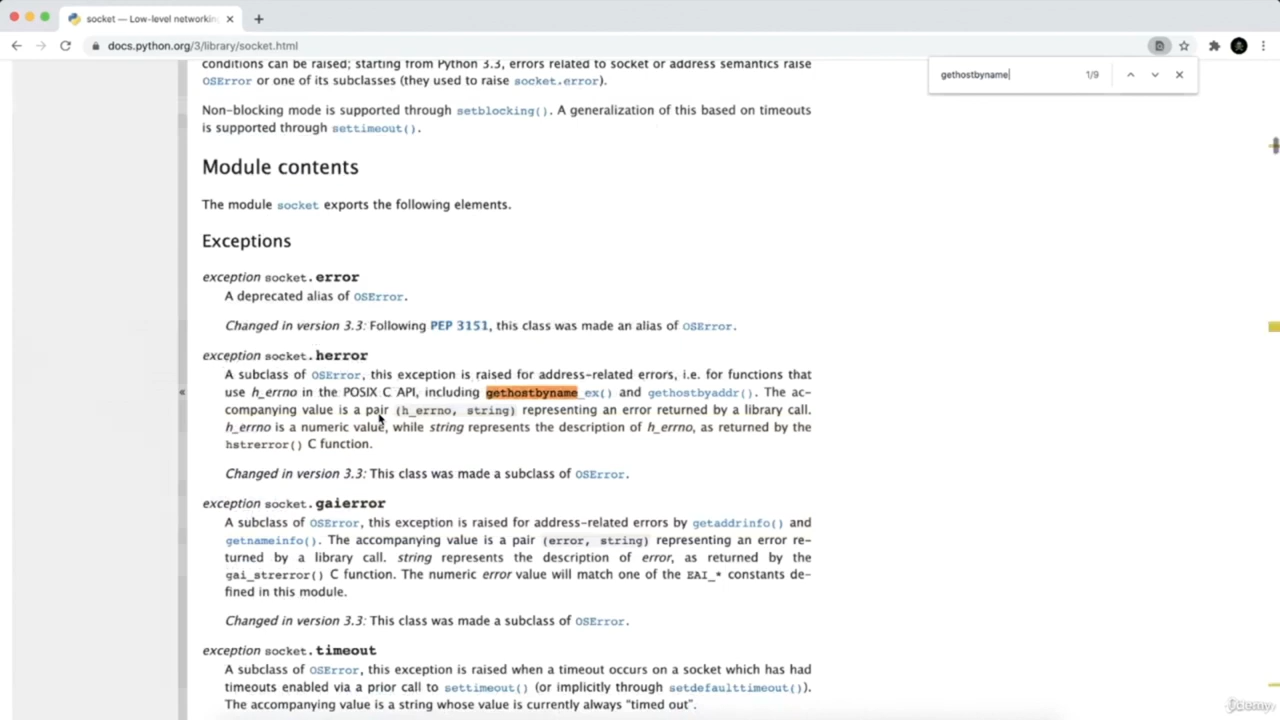 socket — Low-level networkin
docs.python.org/3/library/socket.html
gethostbyname 1/9
conditions can be raised; starting from Python 3.3, errors related to socket or address semantics raise
OSError or one of its subclasses (they used to raise socket.error).
Non-blocking mode is supported through setblocking(). A generalization of this based on timeouts
is supported through settimeout().
Module contents
The module socket exports the following elements.
Exceptions
exception socket.error
A deprecated alias of OSError.
Changed in version 3.3: Following PEP 3151, this class was made an alias of OSError.
exception socket.herror
A subclass of OSError, this exception is raised for address-related errors, i.e. for functions that
use h_errno in the POSIX C API, including gethostbyname_ex() and gethostbyaddr(). The ac-
companying value is a pair (h_errno, string) representing an error returned by a library call.
h_errno is a numeric value, while string represents the description of h_errno, as returned by the
hstrerror() C function.
Changed in version 3.3: This class was made a subclass of OSError.
exception socket.gaierror
A subclass of OSError, this exception is raised for address-related errors by getaddrinfo() and
getnameinfo(). The accompanying value is a pair (error, string) representing an error re-
turned by a library call. string represents the description of error, as returned by the
gai_strerror() C function. The numeric error value will match one of the EAI_* constants de-
fined in this module.
Changed in version 3.3: This class was made a subclass of OSError.
exception socket.timeout
A subclass of OSError, this exception is raised when a timeout occurs on a socket which has had
timeouts enabled via a prior call to settimeout() (or implicitly through setdefaulttimeout()).
The accompanying value is a string whose value is currently always "timed out".
Udemy